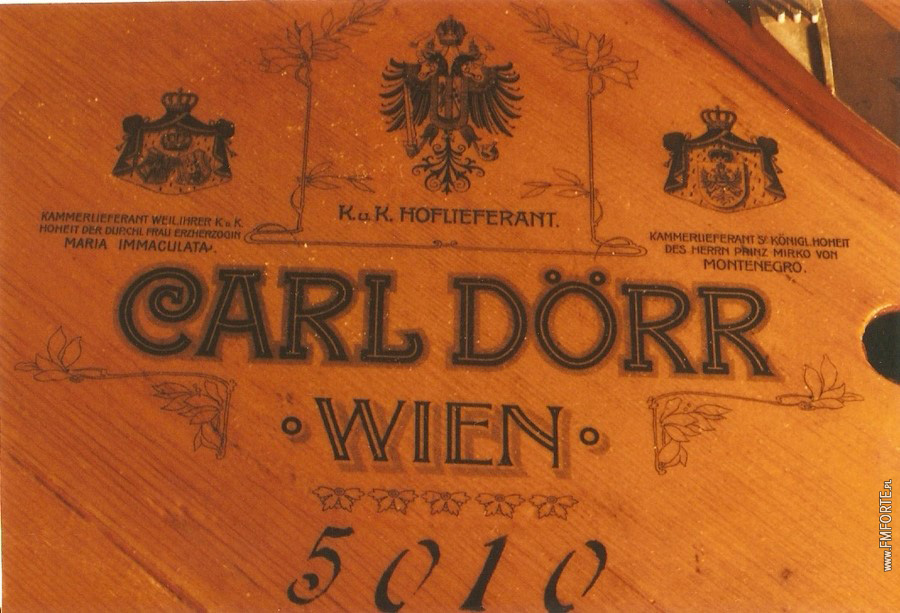 K.u.K. HOFLIEFERANT.
KAMMERLIEFERANT WEIL.IHRER K.u.K.
HOHEIT DER DURCHL FRAU ERZHERZOGIN
MARIA IMMACULATA.
KAMMERLIEFERANT Sr KÖNIGL.HOHEIT
DES HERRN PRINZ MIRKO VON
MONTENEGRO.
CARL DÖRR
· WIEN ·
5010
www.FMFORTE.PL